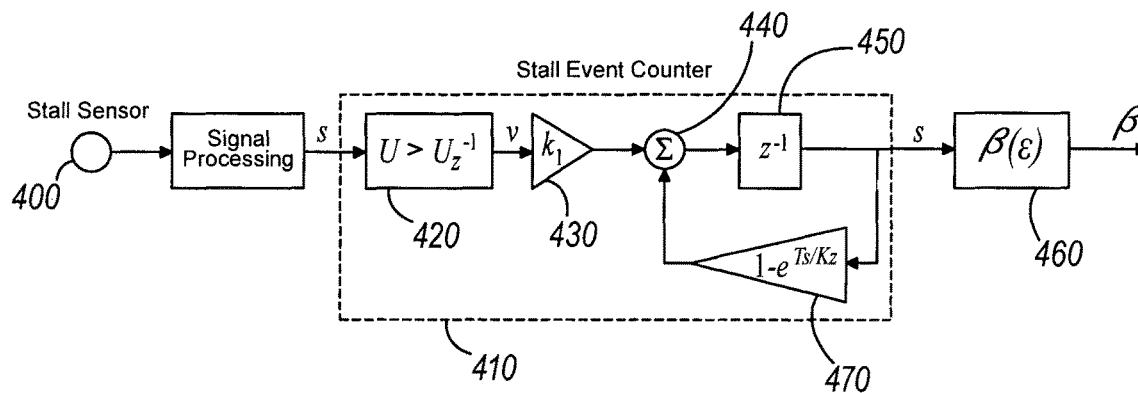 440
450
Stall Event Counter
Stall Sensor
Signal
Processing
s
U > U_z^{-1}
v
k_1
Σ
z^{-1}
s
β(ε)
β
400
420
430
460
1-e^{Ts/Kz}
410
470